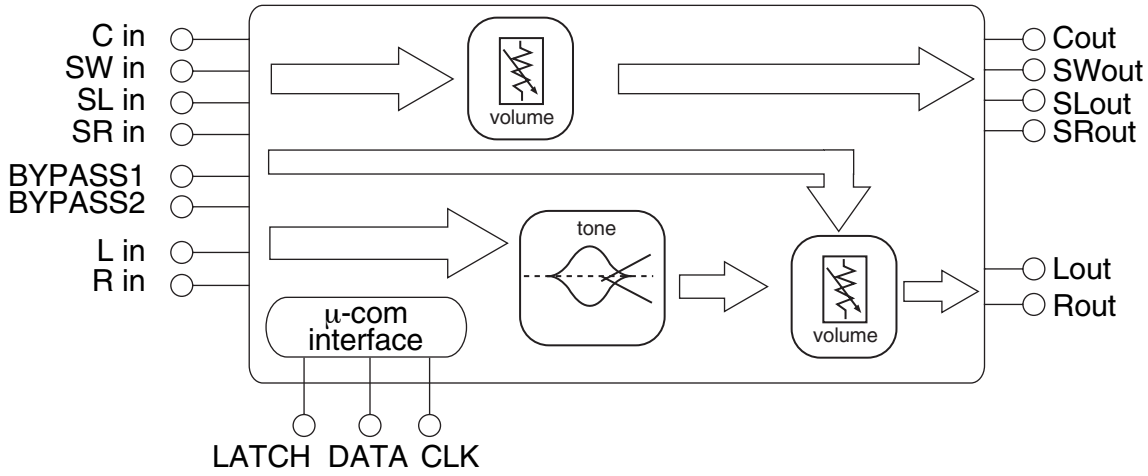 C in
SW in
SL in
SR in
BYPASS1
BYPASS2
L in
R in
volume
tone
volume
μ-com
interface
LATCH DATA CLK
Cout
SWout
SLout
SRout
Lout
Rout